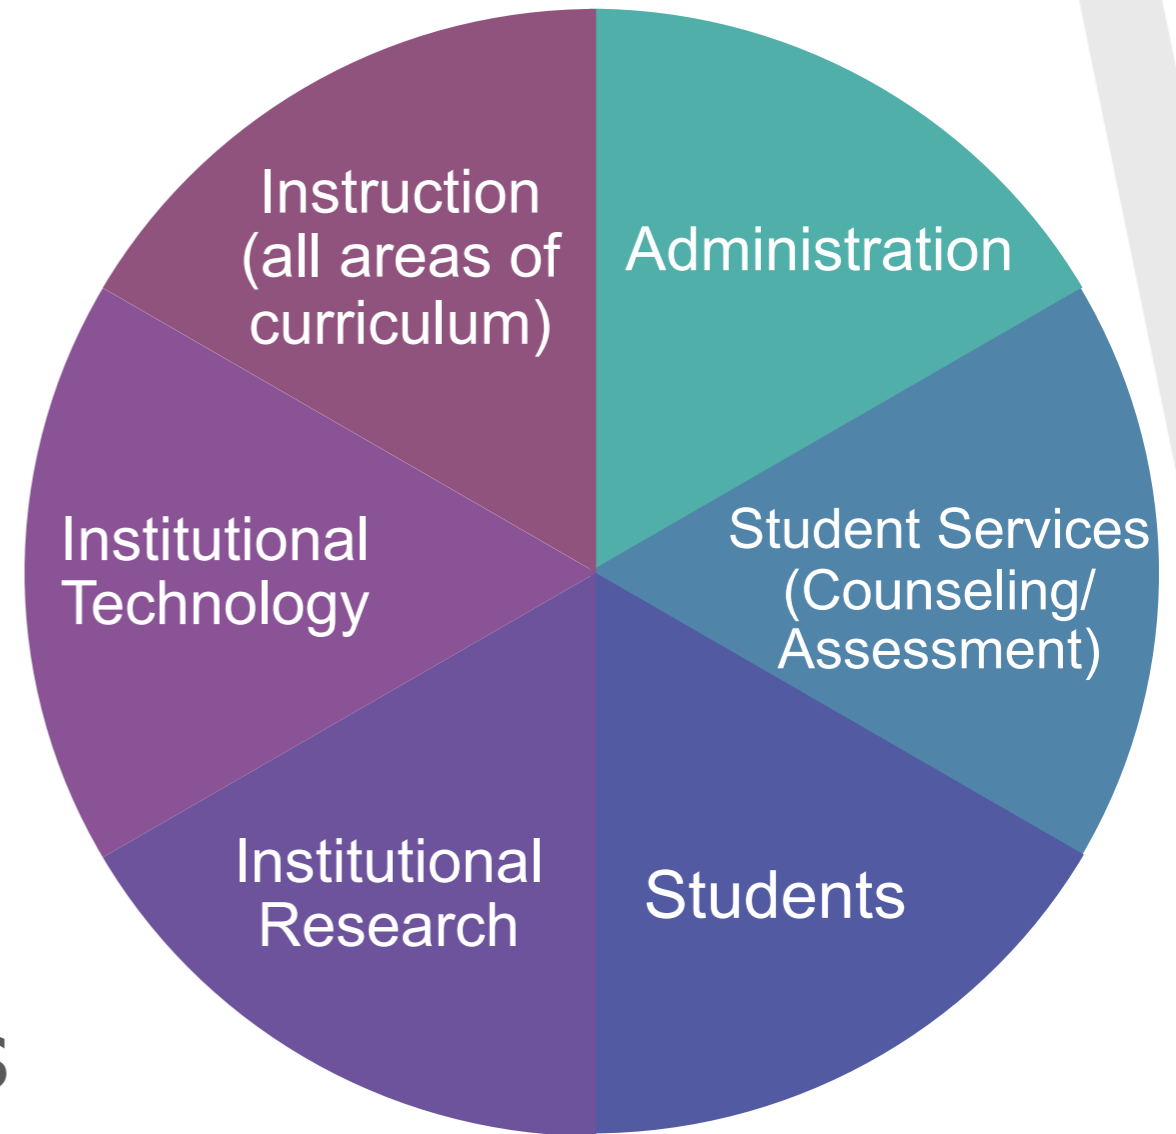 Instruction
(all areas of
curriculum)
Administration
Student Services
(Counseling/
Assessment)
Students
Institutional
Research
Institutional
Technology
s